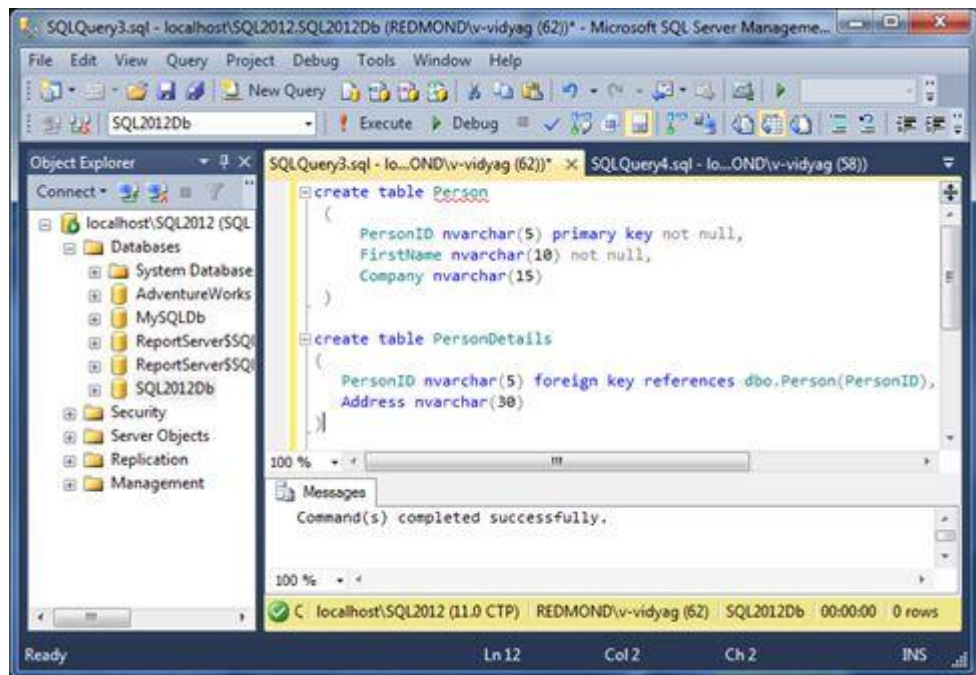 SQLQuery3.sql - localhost\SQL2012.SQL2012Db (REDMOND\v-vidyag (62))* - Microsoft SQL Server Manageme...
File Edit View Query Project Debug Tools Window Help
New Query
SQL2012Db Execute Debug
Object Explorer
Connect
localhost\SQL2012 (SQL
Databases
System Database
AdventureWorks
MySQLDb
ReportServer$SQl
ReportServer$SQl
SQL2012Db
Security
Server Objects
Replication
Management
SQLQuery3.sql - lo...OND\v-vidyag (62))* SQLQuery4.sql - lo...OND\v-vidyag (58))
create table Person
(
PersonID nvarchar(5) primary key not null,
FirstName nvarchar(10) not null,
Company nvarchar(15)
)
create table PersonDetails
(
PersonID nvarchar(5) foreign key references dbo.Person(PersonID),
Address nvarchar(30)
)
100 %
Messages
Command(s) completed successfully.
100 %
C localhost\SQL2012 (11.0 CTP) REDMOND\v-vidyag (62) SQL2012Db 00:00:00 0 rows
Ready Ln 12 Col 2 Ch 2 INS